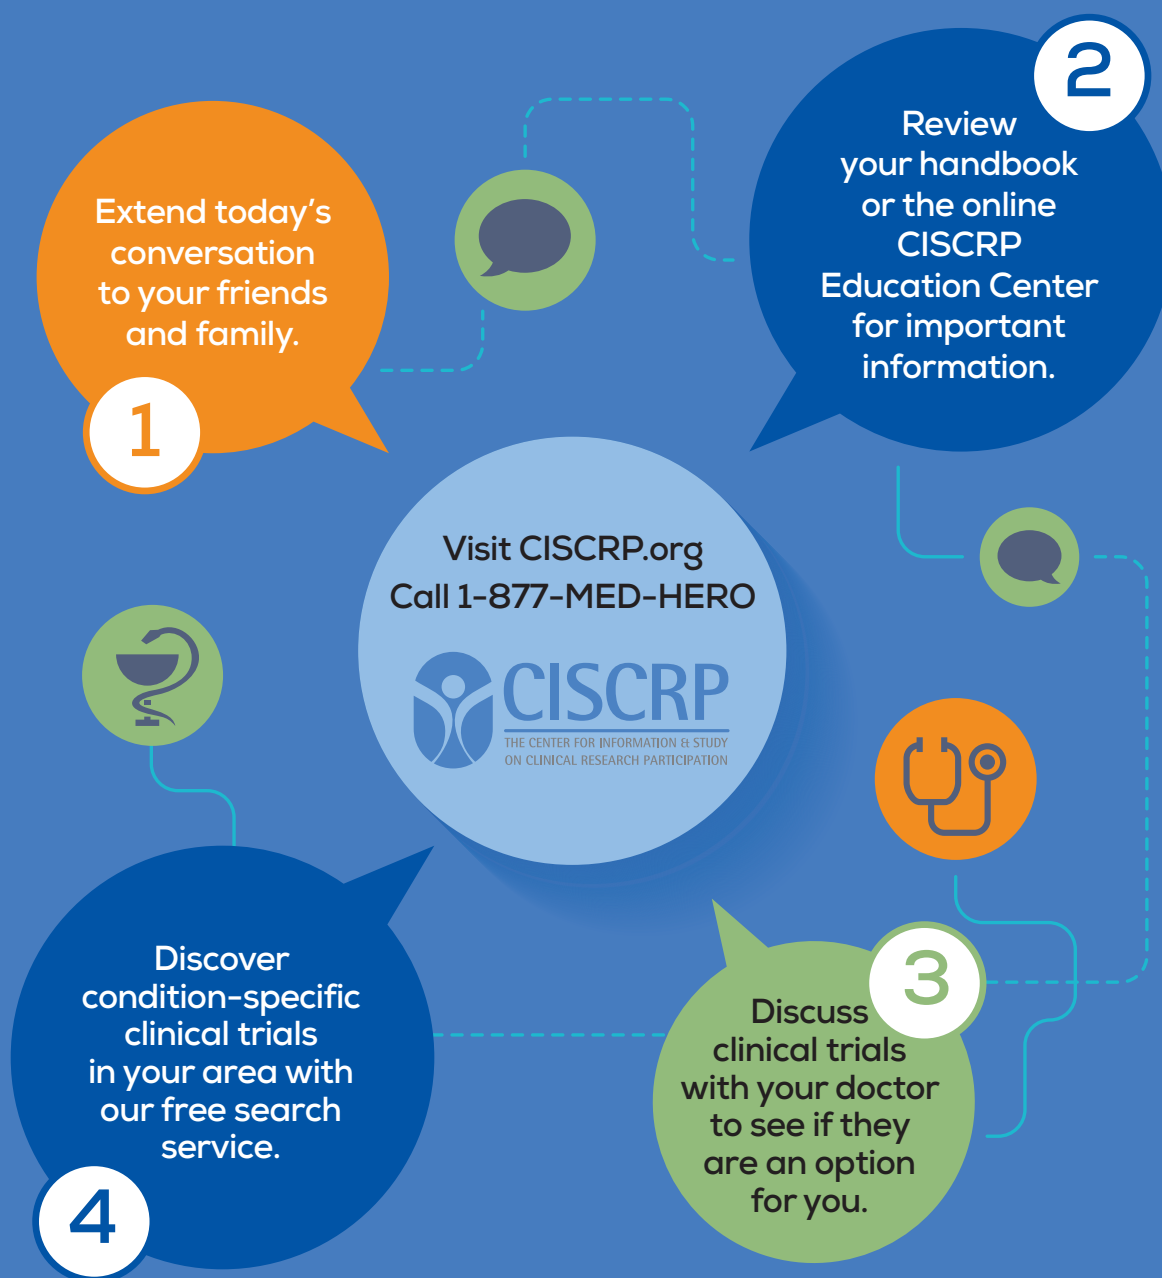 Extend today's
conversation
to your friends
and family.
1
2
Review
your handbook
or the online
CISCRP
Education Center
for important
information.
Visit CISCRP.org
Call 1-877-MED-HERO
CISCRP
THE CENTER FOR INFORMATION & STUDY
ON CLINICAL RESEARCH PARTICIPATION
3
Discuss
clinical trials
with your doctor
to see if they
are an option
for you.
Discover
condition-specific
clinical trials
in your area with
our free search
service.
4